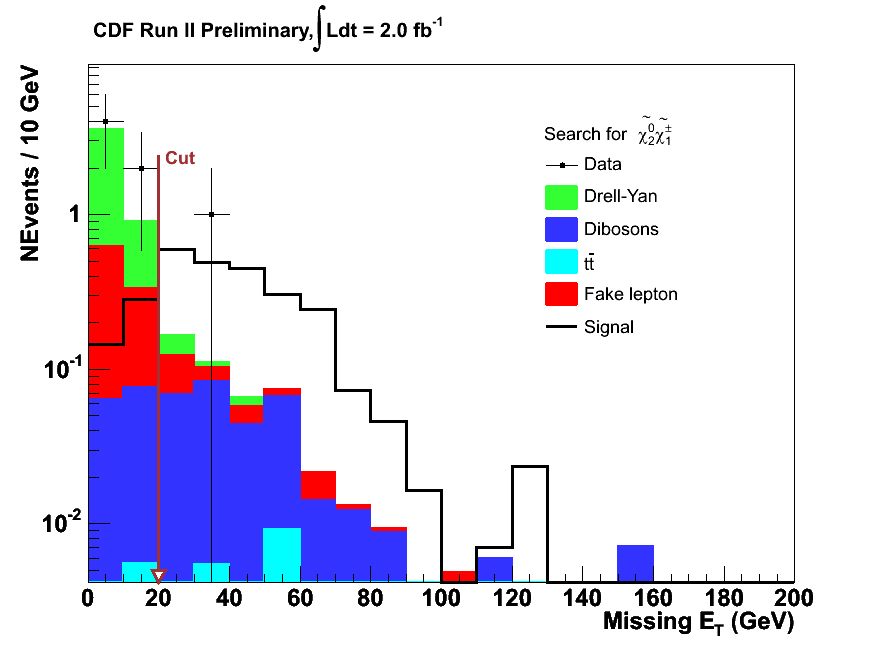 CDF Run II Preliminary, ∫Ldt = 2.0 fb⁻¹
NEvents / 10 GeV
1
10⁻¹
10⁻²
Cut
Search for χ̃⁰₂χ̃±₁
Data
Drell-Yan
Dibosons
tt̄
Fake lepton
Signal
0 20 40 60 80 100 120 140 160 180 200
Missing E_T (GeV)